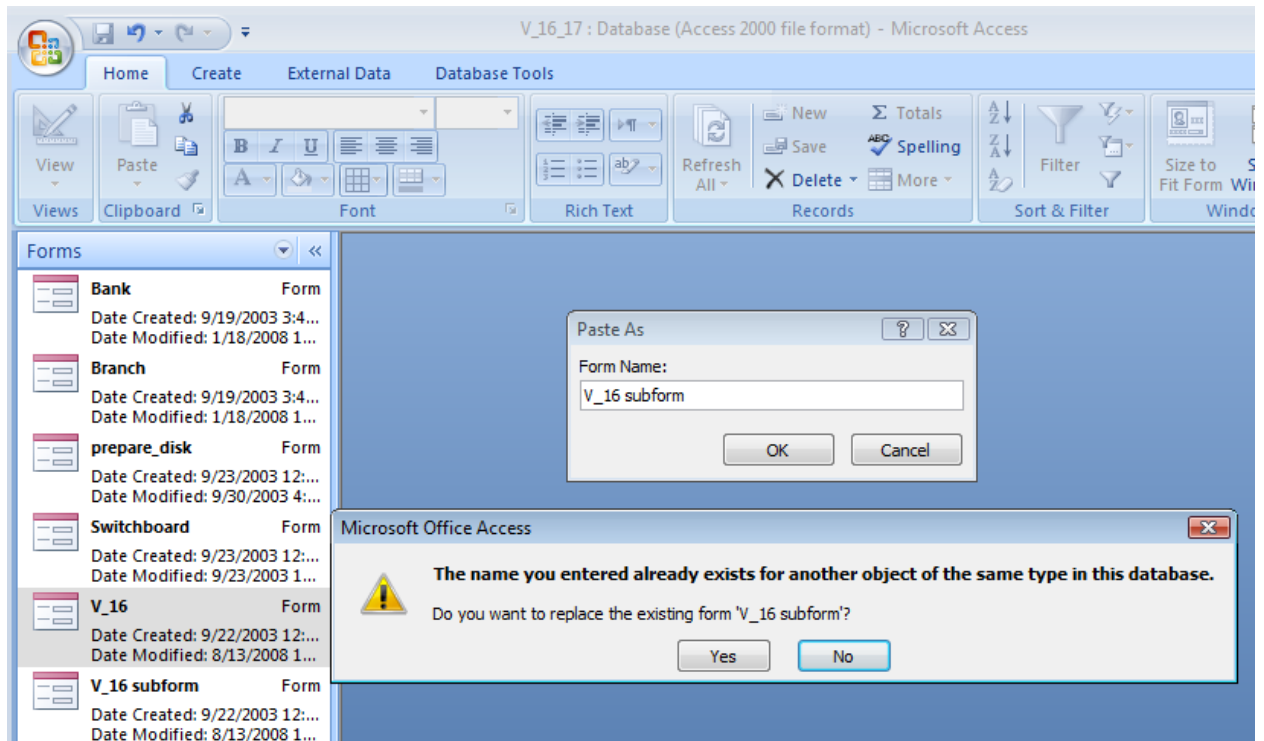 V_16_17 : Database (Access 2000 file format) - Microsoft Access
Home Create External Data Database Tools
View
Paste
B I U
A
ab
Refresh All
New
Save
Delete
Σ Totals
ABC Spelling
More
A Z
Z A
A Z
Filter
Size to Fit Form
Views Clipboard Font Rich Text Records Sort & Filter
Forms
Bank Form
Date Created: 9/19/2003 3:4...
Date Modified: 1/18/2008 1...
Branch Form
Date Created: 9/19/2003 3:4...
Date Modified: 1/18/2008 1...
prepare_disk Form
Date Created: 9/23/2003 12:...
Date Modified: 9/30/2003 4:...
Switchboard Form
Date Created: 9/23/2003 12:...
Date Modified: 9/23/2003 1...
V_16 Form
Date Created: 9/22/2003 12:...
Date Modified: 8/13/2008 1...
V_16 subform Form
Date Created: 9/22/2003 12:...
Date Modified: 8/13/2008 1...
Paste As
Form Name:
V_16 subform
OK Cancel
Microsoft Office Access
The name you entered already exists for another object of the same type in this database.
Do you want to replace the existing form 'V_16 subform'?
Yes No